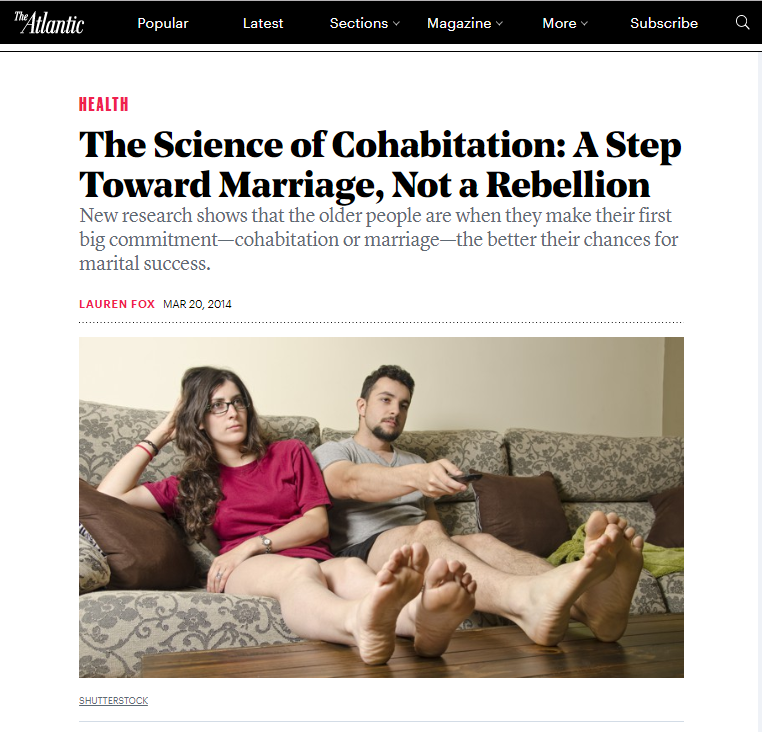 The Atlantic
Popular
Latest
Sections
Magazine
More
Subscribe
HEALTH
The Science of Cohabitation: A Step
Toward Marriage, Not a Rebellion
New research shows that the older people are when they make their first
big commitment—cohabitation or marriage—the better their chances for
marital success.
LAUREN FOX MAR 20, 2014
SHUTTERSTOCK